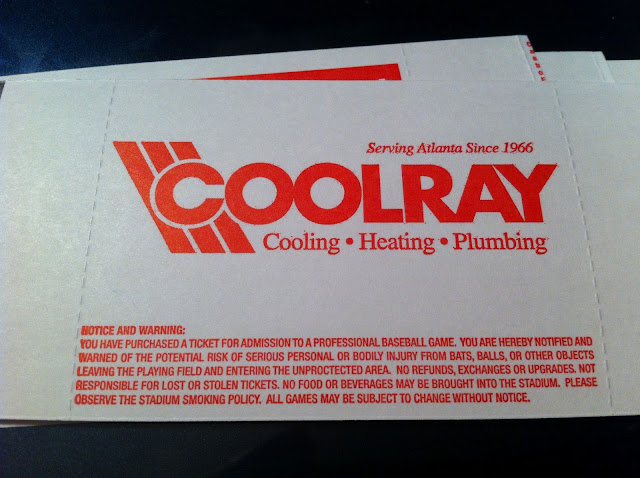 Serving Atlanta Since 1966
COOLRAY
Cooling • Heating • Plumbing
NOTICE AND WARNING:
YOU HAVE PURCHASED A TICKET FOR ADMISSION TO A PROFESSIONAL BASEBALL GAME. YOU ARE HEREBY NOTIFIED AND
WARNED OF THE POTENTIAL RISK OF SERIOUS PERSONAL OR BODILY INJURY FROM BATS, BALLS, OR OTHER OBJECTS
LEAVING THE PLAYING FIELD AND ENTERING THE UNPROCTECTED AREA. NO REFUNDS, EXCHANGES OR UPGRADES. NOT
RESPONSIBLE FOR LOST OR STOLEN TICKETS. NO FOOD OR BEVERAGES MAY BE BROUGHT INTO THE STADIUM. PLEASE
OBSERVE THE STADIUM SMOKING POLICY. ALL GAMES MAY BE SUBJECT TO CHANGE WITHOUT NOTICE.